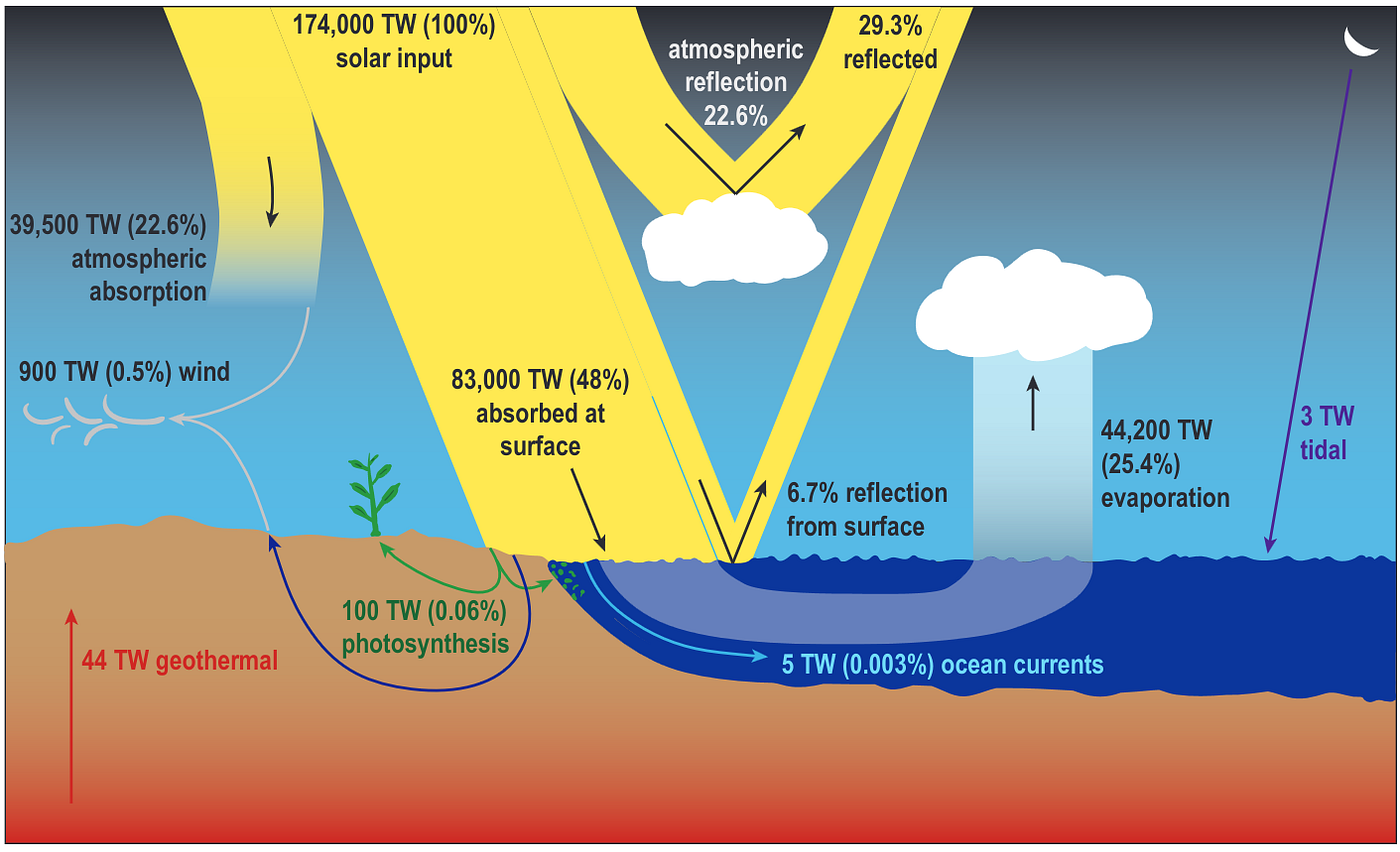 174,000 TW (100%)
solar input
atmospheric
reflection
22.6%
29.3%
reflected
39,500 TW (22.6%)
atmospheric
absorption
900 TW (0.5%) wind
83,000 TW (48%)
absorbed at
surface
6.7% reflection
from surface
44,200 TW
(25.4%)
evaporation
3 TW
tidal
100 TW (0.06%)
photosynthesis
44 TW geothermal
5 TW (0.003%) ocean currents